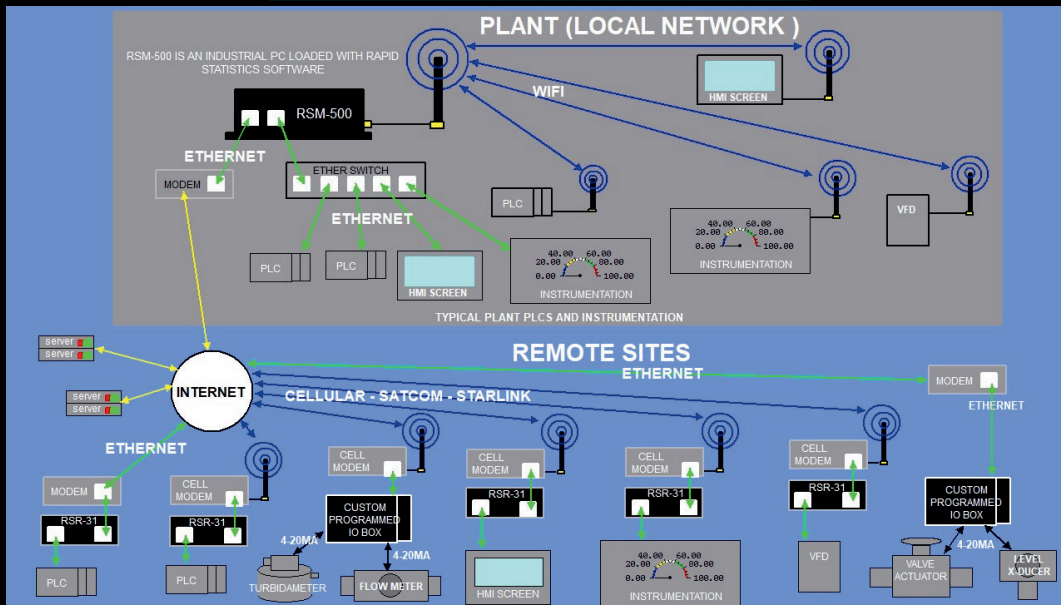 PLANT (LOCAL NETWORK )
RSM-500 IS AN INDUSTRIAL PC LOADED WITH RAPID
STATISTICS SOFTWARE
RSM-500
WIFI
HMI SCREEN
ETHERNET
MODEM
ETHER SWITCH
ETHERNET
PLC
VFD
PLC
PLC
HMI SCREEN
40.00 60.00
20.00 80.00
0.00 100.00
INSTRUMENTATION
40.00 60.00
20.00 80.00
0.00 100.00
INSTRUMENTATION
TYPICAL PLANT PLCS AND INSTRUMENTATION
server
server
server
server
INTERNET
REMOTE SITES
ETHERNET
CELLULAR - SATCOM - STARLINK
MODEM
ETHERNET
ETHERNET
MODEM
RSR-31
PLC
CELL
MODEM
RSR-31
PLC
CELL
MODEM
CUSTOM
PROGRAMMED
IO BOX
4-20MA
4-20MA
TURBIDAMETER
FLOW METER
CELL
MODEM
RSR-31
HMI SCREEN
CELL
MODEM
RSR-31
40.00 60.00
20.00 80.00
0.00 100.00
INSTRUMENTATION
CELL
MODEM
RSR-31
VFD
CUSTOM
PROGRAMMED
IO BOX
4-20MA
VALVE
ACTUATOR
LEVEL
X-DUCER